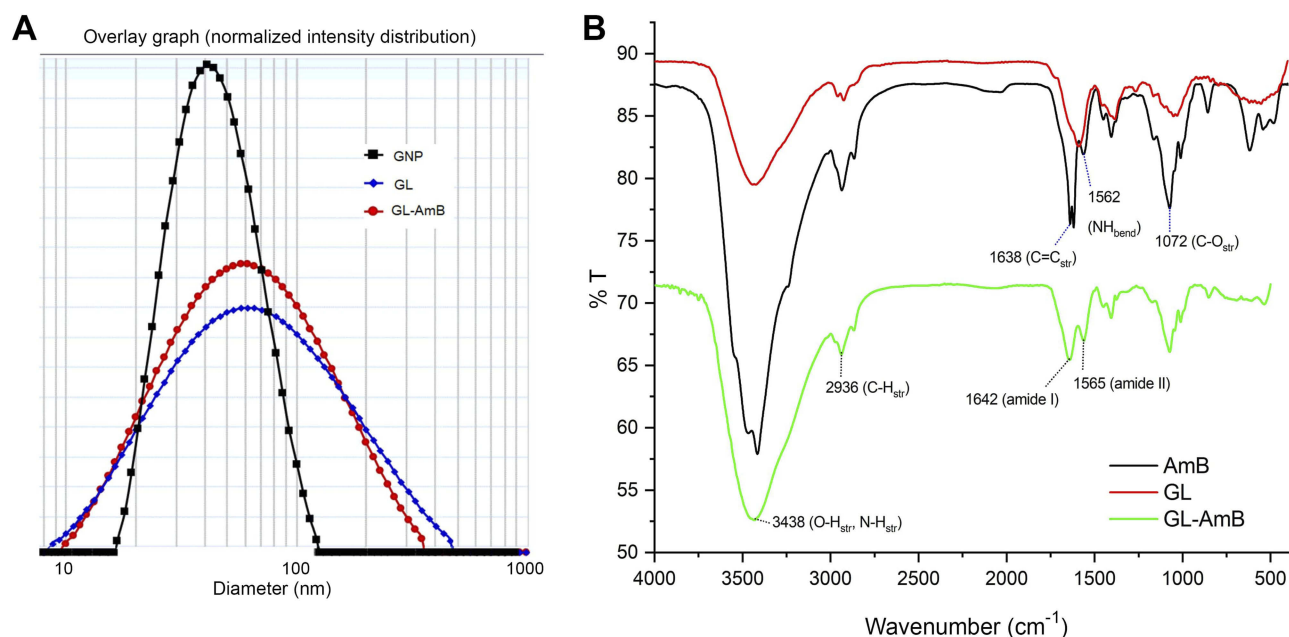 A
Overlay graph (normalized intensity distribution)
GNP
GL
GL-AmB
10
100
1000
Diameter (nm)
B
90
85
80
75
70
65
60
55
50
% T
1562
(NHbend)
1638 (C=Cstr)
1072 (C-Ostr)
2936 (C-Hstr)
1642 (amide I)
1565 (amide II)
3438 (O-Hstr, N-Hstr)
AmB
GL
GL-AmB
4000
3500
3000
2500
2000
1500
1000
500
Wavenumber (cm-1)